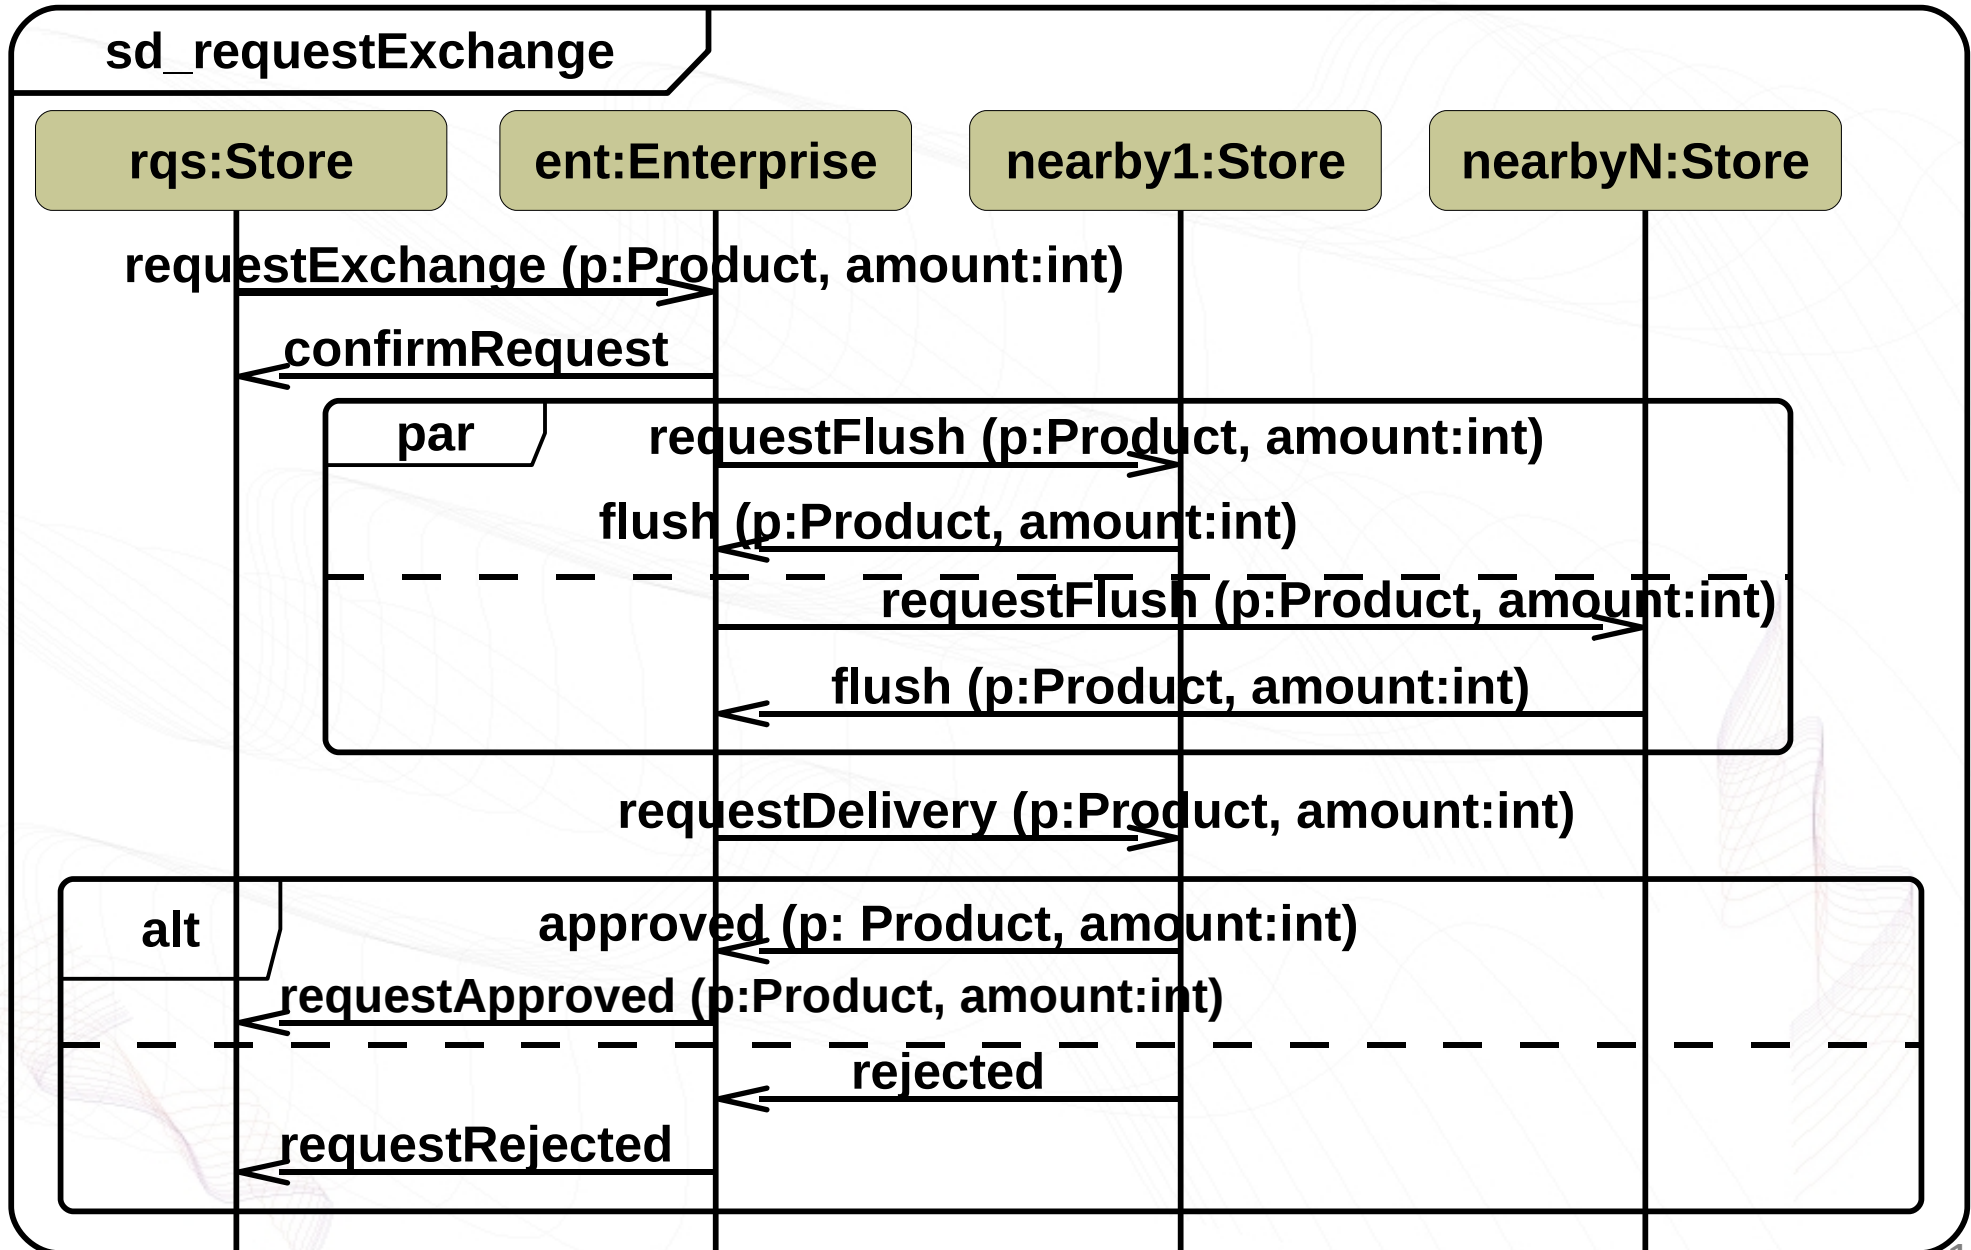 sd_requestExchange
rqs:Store
ent:Enterprise
nearby1:Store
nearbyN:Store
requestExchange (p:Product, amount:int)
confirmRequest
par
requestFlush (p:Product, amount:int)
flush (p:Product, amount:int)
requestFlush (p:Product, amount:int)
flush (p:Product, amount:int)
requestDelivery (p:Product, amount:int)
alt
approved (p: Product, amount:int)
requestApproved (p:Product, amount:int)
rejected
requestRejected